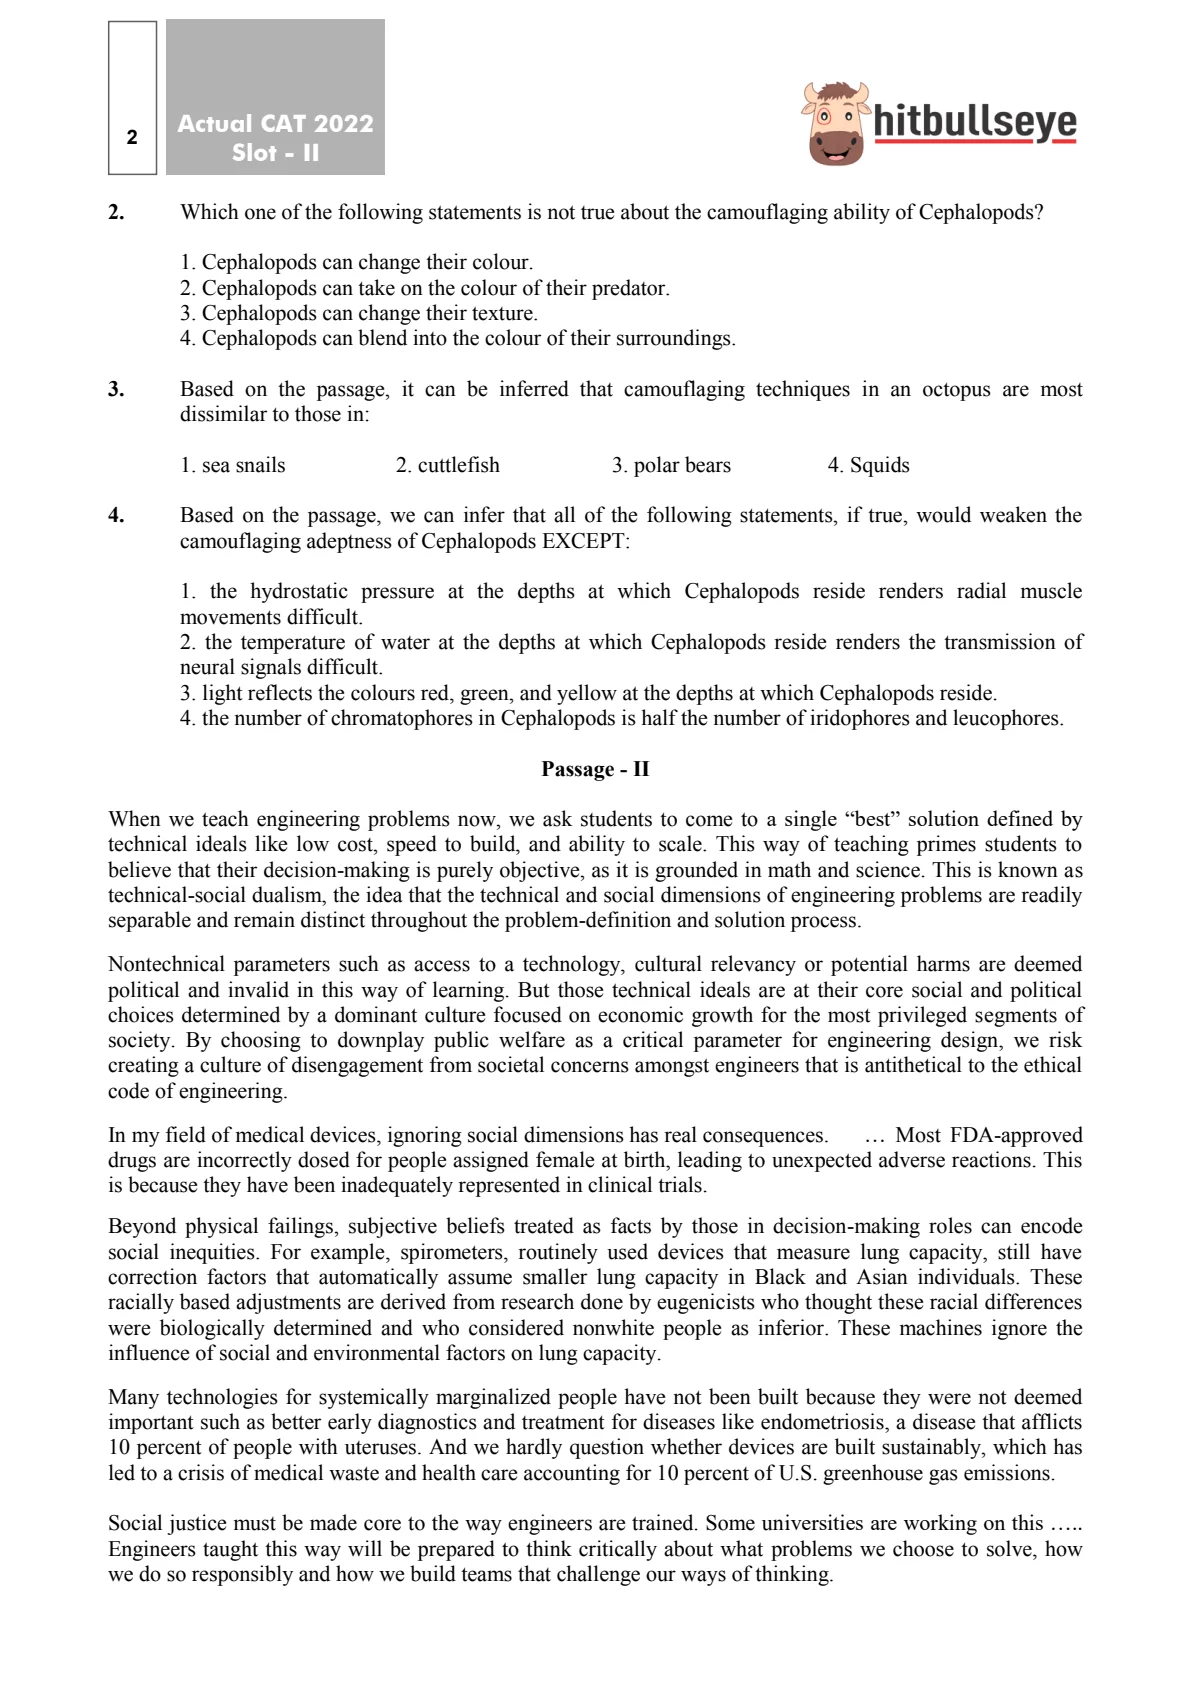 2
Actual CAT 2022
Slot - II
hitbullseye
2. Which one of the following statements is not true about the camouflaging ability of Cephalopods?
1. Cephalopods can change their colour.
2. Cephalopods can take on the colour of their predator.
3. Cephalopods can change their texture.
4. Cephalopods can blend into the colour of their surroundings.
3. Based on the passage, it can be inferred that camouflaging techniques in an octopus are most
dissimilar to those in:
1. sea snails 2. cuttlefish 3. polar bears 4. Squids
4. Based on the passage, we can infer that all of the following statements, if true, would weaken the
camouflaging adeptness of Cephalopods EXCEPT:
1. the hydrostatic pressure at the depths at which Cephalopods reside renders radial muscle
movements difficult.
2. the temperature of water at the depths at which Cephalopods reside renders the transmission of
neural signals difficult.
3. light reflects the colours red, green, and yellow at the depths at which Cephalopods reside.
4. the number of chromatophores in Cephalopods is half the number of iridophores and leucophores.
Passage - II
When we teach engineering problems now, we ask students to come to a single “best” solution defined by
technical ideals like low cost, speed to build, and ability to scale. This way of teaching primes students to
believe that their decision-making is purely objective, as it is grounded in math and science. This is known as
technical-social dualism, the idea that the technical and social dimensions of engineering problems are readily
separable and remain distinct throughout the problem-definition and solution process.
Nontechnical parameters such as access to a technology, cultural relevancy or potential harms are deemed
political and invalid in this way of learning. But those technical ideals are at their core social and political
choices determined by a dominant culture focused on economic growth for the most privileged segments of
society. By choosing to downplay public welfare as a critical parameter for engineering design, we risk
creating a culture of disengagement from societal concerns amongst engineers that is antithetical to the ethical
code of engineering.
In my field of medical devices, ignoring social dimensions has real consequences. … Most FDA-approved
drugs are incorrectly dosed for people assigned female at birth, leading to unexpected adverse reactions. This
is because they have been inadequately represented in clinical trials.
Beyond physical failings, subjective beliefs treated as facts by those in decision-making roles can encode
social inequities. For example, spirometers, routinely used devices that measure lung capacity, still have
correction factors that automatically assume smaller lung capacity in Black and Asian individuals. These
racially based adjustments are derived from research done by eugenicists who thought these racial differences
were biologically determined and who considered nonwhite people as inferior. These machines ignore the
influence of social and environmental factors on lung capacity.
Many technologies for systemically marginalized people have not been built because they were not deemed
important such as better early diagnostics and treatment for diseases like endometriosis, a disease that afflicts
10 percent of people with uteruses. And we hardly question whether devices are built sustainably, which has
led to a crisis of medical waste and health care accounting for 10 percent of U.S. greenhouse gas emissions.
Social justice must be made core to the way engineers are trained. Some universities are working on this …..
Engineers taught this way will be prepared to think critically about what problems we choose to solve, how
we do so responsibly and how we build teams that challenge our ways of thinking.